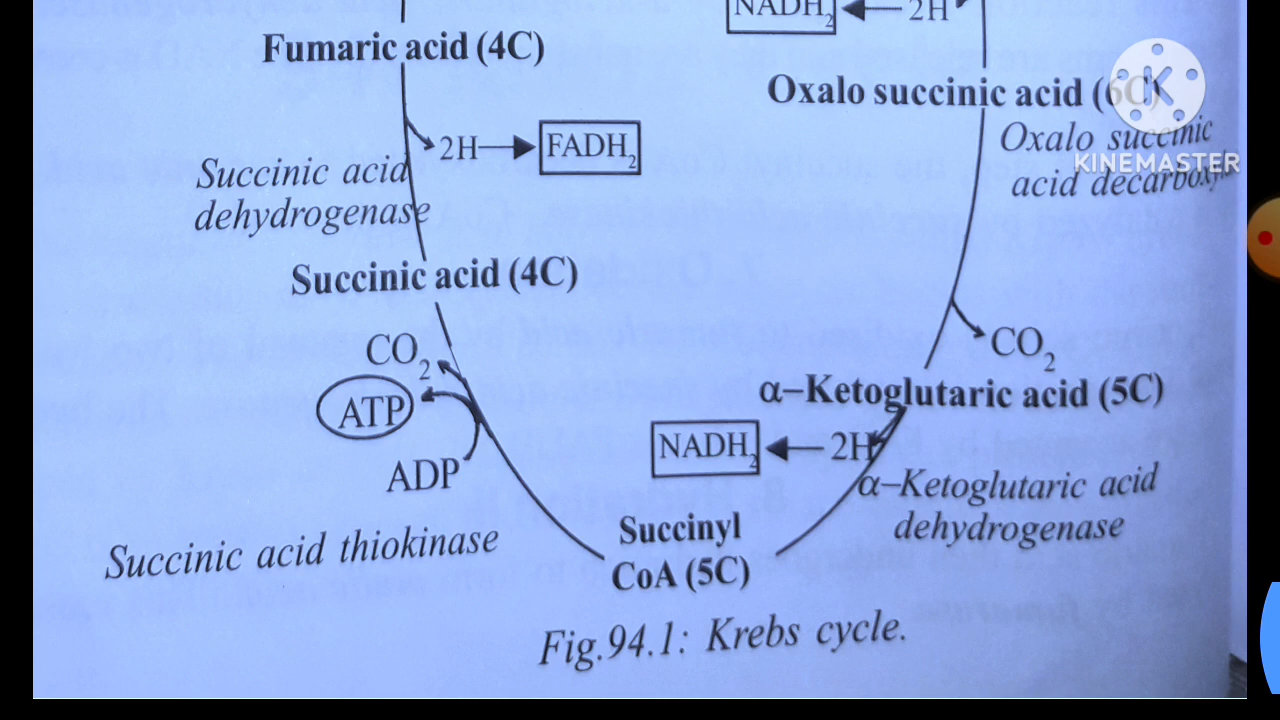 NADH2 ← 2H
Fumaric acid (4C)
Oxalo succinic acid (6C)
2H → FADH2
Oxalo succinic
acid
KINEMASTER
Succinic acid
dehydrogenase
Succinic acid (4C)
CO2
CO2
ATP
α–Ketoglutaric acid (5C)
NADH2 ← 2H
ADP
α–Ketoglutaric acid
dehydrogenase
Succinic acid thiokinase
Succinyl
CoA (5C)
Fig.94.1: Krebs cycle.